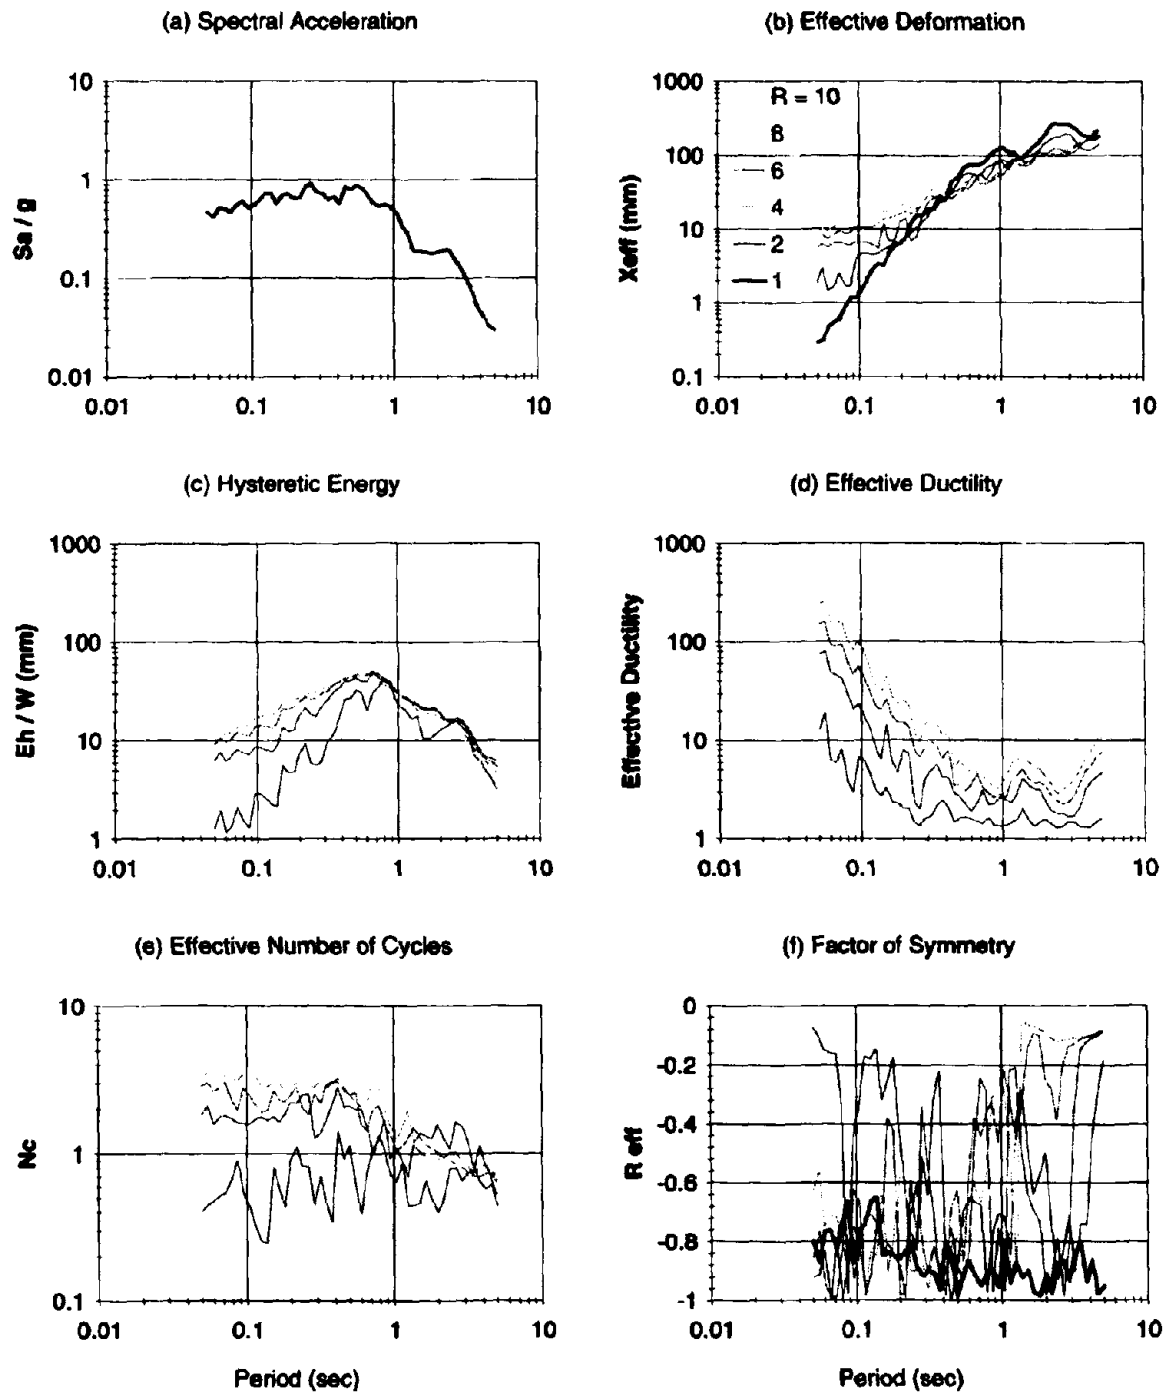 (a) Spectral Acceleration
(b) Effective Deformation
10
1
0.1
0.01
Sa / g
0.01 0.1 1 10
1000
100
10
1
0.1
Xeff (mm)
R = 10
8
6
4
2
1
0.01 0.1 1 10
(c) Hysteretic Energy
(d) Effective Ductility
1000
100
10
1
Eh / W (mm)
0.01 0.1 1 10
1000
100
10
1
Effective Ductility
0.01 0.1 1 10
(e) Effective Number of Cycles
(f) Factor of Symmetry
10
1
0.1
Nc
0.01 0.1 1 10
Period (sec)
0
-0.2
-0.4
-0.6
-0.8
-1
R eff
0.01 0.1 1 10
Period (sec)